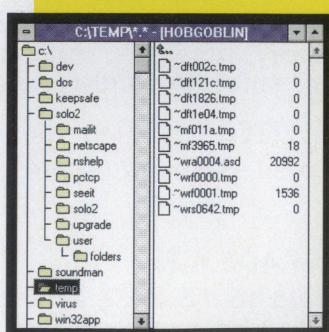 C:\TEMP\*.* - [HOBGOBLIN]
c:\
dev
dos
keepsafe
solo2
mailit
netscape
nshelp
pctcp
seeit
solo2
upgrade
user
folders
soundman
temp
virus
win32app
~dft002c.tmp 0
~dft121c.tmp 0
~dft1826.tmp 0
~dft1e04.tmp 0
~mf011a.tmp 0
~mf3965.tmp 18
~wra0004.asd 20992
~wrf0000.tmp 0
~wrf0001.tmp 1536
~wrs0642.tmp 0